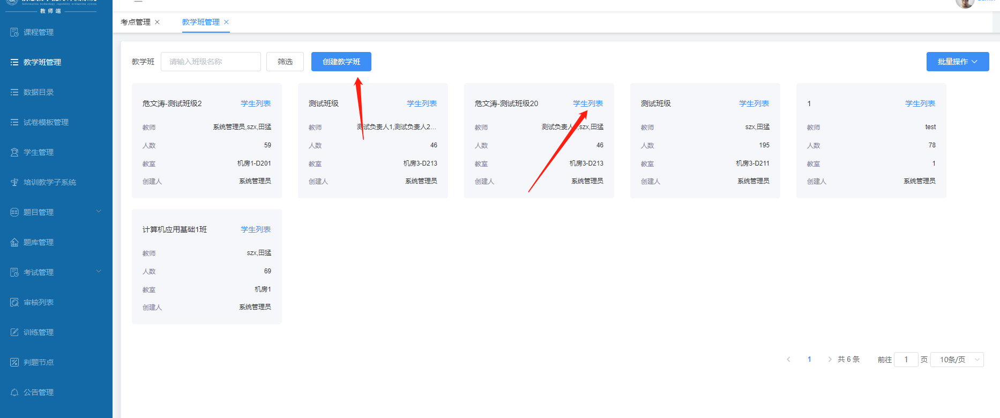 Information technology capability evaluation system
教师端
admin
课程管理
教学班管理
数据目录
试卷模板管理
学生管理
培训教学子系统
题目管理
题库管理
考试管理
审核列表
训练管理
判题节点
公告管理
考点管理 ×
教学班管理 ×
教学班 请输入班级名称 筛选 创建教学班 批量操作
危文涛-测试班级2 学生列表
教师 系统管理员,szx,田猛
人数 59
教室 机房1-D201
创建人 系统管理员
测试班级 学生列表
教师 测试负责人1,测试负责人2...
人数 46
教室 机房3-D213
创建人 系统管理员
危文涛-测试班级20 学生列表
教师 测试负责人,szx,田猛
人数 46
教室 机房3-D213
创建人 系统管理员
测试班级 学生列表
教师 szx,田猛
人数 195
教室 机房3-D211
创建人 系统管理员
1 学生列表
教师 test
人数 78
教室 1
创建人 系统管理员
计算机应用基础1班 学生列表
教师 szx,田猛
人数 69
教室 机房1
创建人 系统管理员
< 1 > 共 6 条 前往 1 页 10条/页